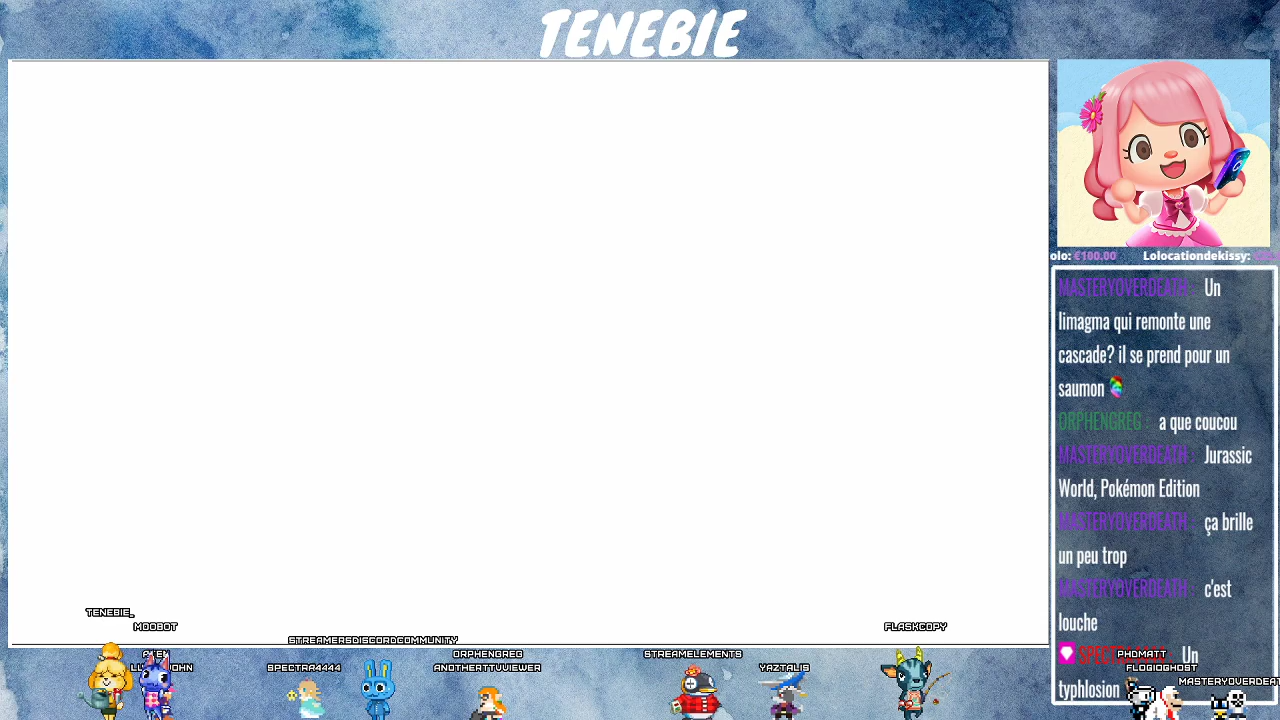 TENEBIE
olo: €100.00 Lolocationdekissy:
MASTERYOVERDEATH : Un
limagma qui remonte une
cascade? il se prend pour un
saumon
ORPHENGREG : a que coucou
MASTERYOVERDEATH : Jurassic
World, Pokémon Edition
MASTERYOVERDEATH : ça brille
un peu trop
MASTERYOVERDEATH : c'est
louche
Un
typhlosion
TENEBIE_
MOOBOT
FLASKCOPY
STREAMERSDISCORDCOMMUNITY
ORPHENGREG
STREAMELEMENTS
PHDMATT
SPECTRA4444
ANOTHERTTVVIEWER
YAZTALIS
FLOGIOGHOST
MASTERYOVERDEAT